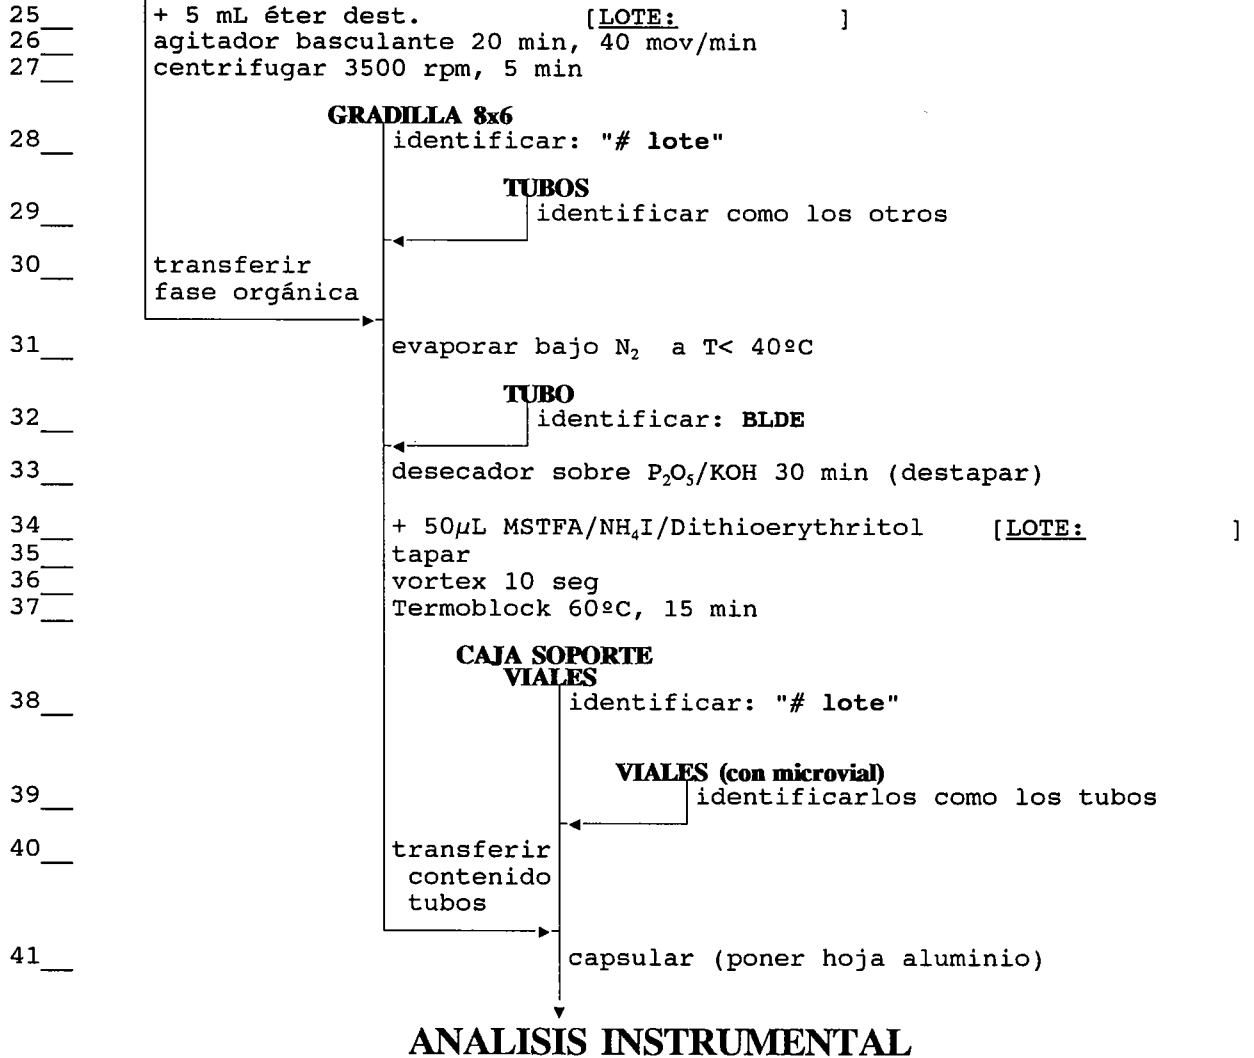 25__ + 5 mL éter dest. [LOTE: ]
26__ agitador basculante 20 min, 40 mov/min
27__ centrifugar 3500 rpm, 5 min
GRADILLA 8x6
28__ identificar: "# lote"
TUBOS
29__ identificar como los otros
30__ transferir
fase orgánica
31__ evaporar bajo N₂ a T< 40ºC
TUBO
32__ identificar: BLDE
33__ desecador sobre P₂O₅/KOH 30 min (destapar)
34__ + 50µL MSTFA/NH₄I/Dithioerythritol [LOTE: ]
35__ tapar
36__ vortex 10 seg
37__ Termoblock 60ºC, 15 min
CAJA SOPORTE
VIALES
38__ identificar: "# lote"
VIALES (con microvial)
39__ identificarlos como los tubos
40__ transferir
contenido
tubos
41__ capsular (poner hoja aluminio)
ANALISIS INSTRUMENTAL